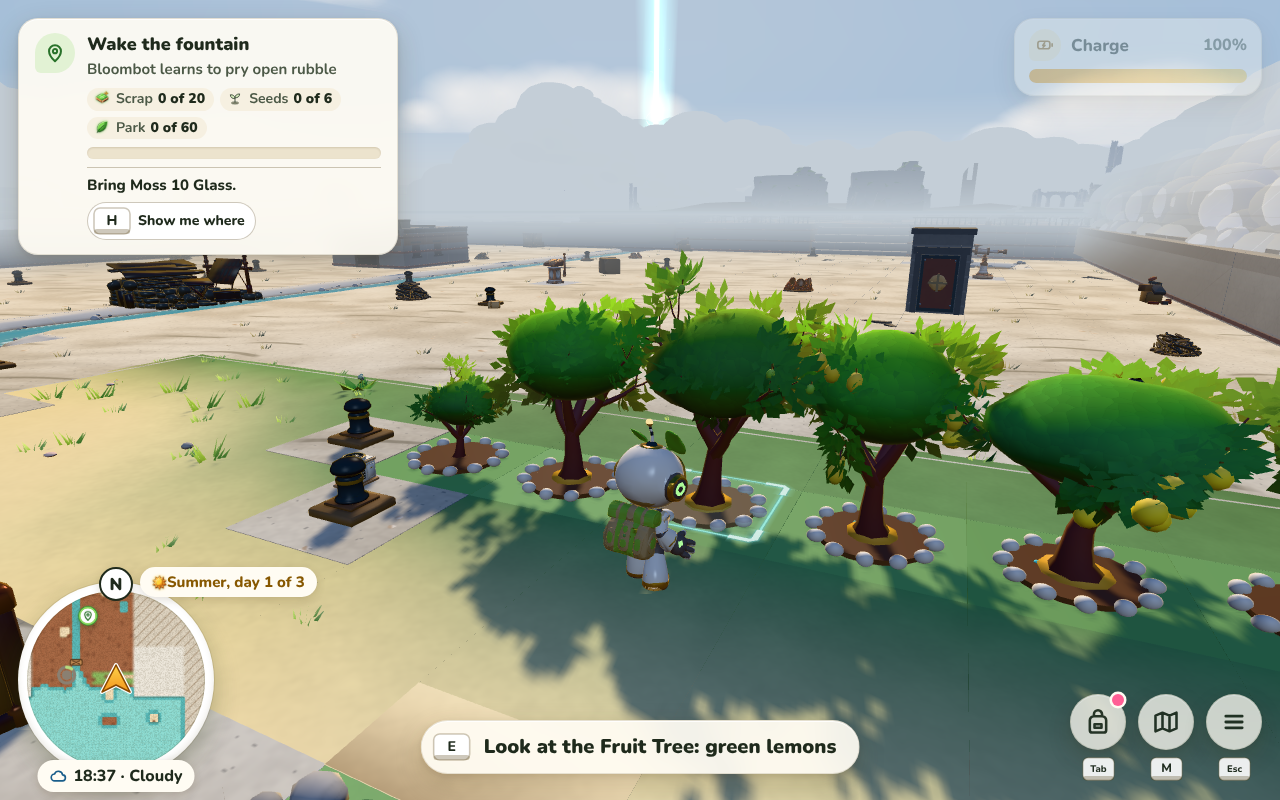 Wake the fountain
Bloombot learns to pry open rubble
Scrap 0 of 20 Seeds 0 of 6
Park 0 of 60
Bring Moss 10 Glass.
H Show me where
Charge 100%
N
Summer, day 1 of 3
18:37 · Cloudy
E Look at the Fruit Tree: green lemons
Tab M Esc